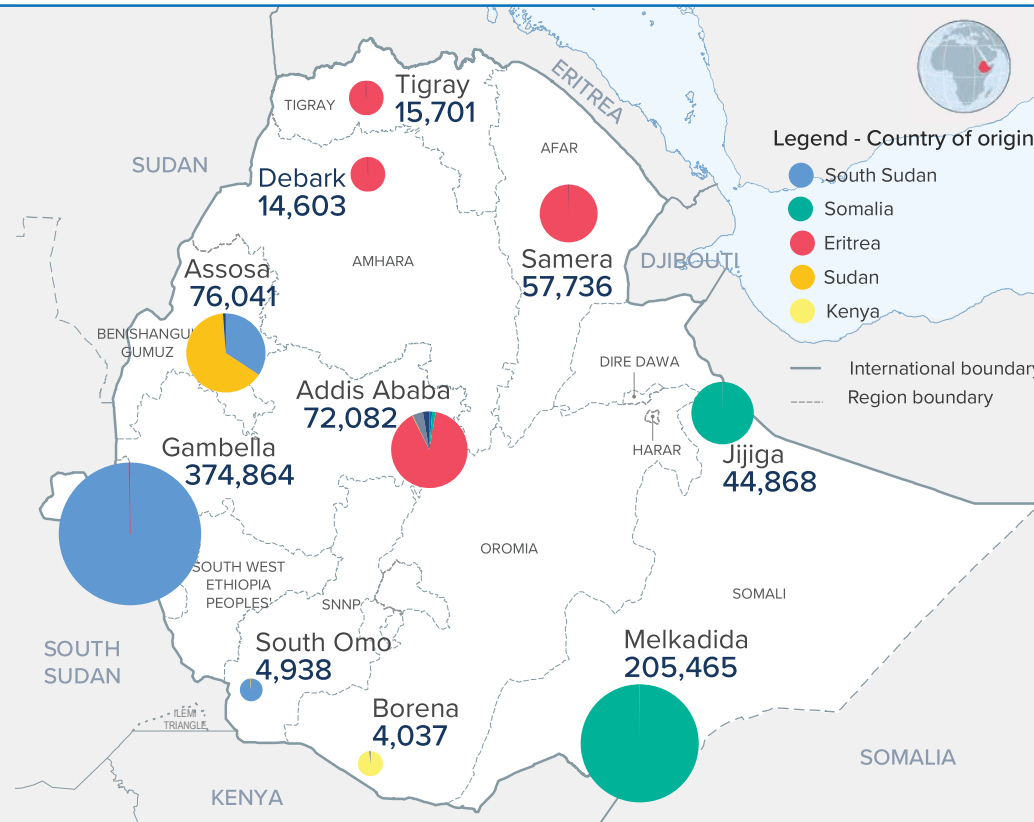 Tigray
15,701
TIGRAY
ERITREA
Legend - Country of origin
South Sudan
Somalia
Eritrea
Sudan
Kenya
International boundary
Region boundary
SUDAN
Debark
14,603
AFAR
Samera
57,736
DJIBOUTI
AMHARA
Assosa
76,041
BENISHANGU
GUMUZ
Addis Ababa
72,082
DIRE DAWA
HARAR
Jijiga
44,868
Gambella
374,864
OROMIA
SOUTH WEST
ETHIOPIA
PEOPLES'
SNNP
SOMALI
SOUTH
SUDAN
South Omo
4,938
Melkadida
205,465
ILEMI
TRIANGLE
Borena
4,037
KENYA
SOMALIA